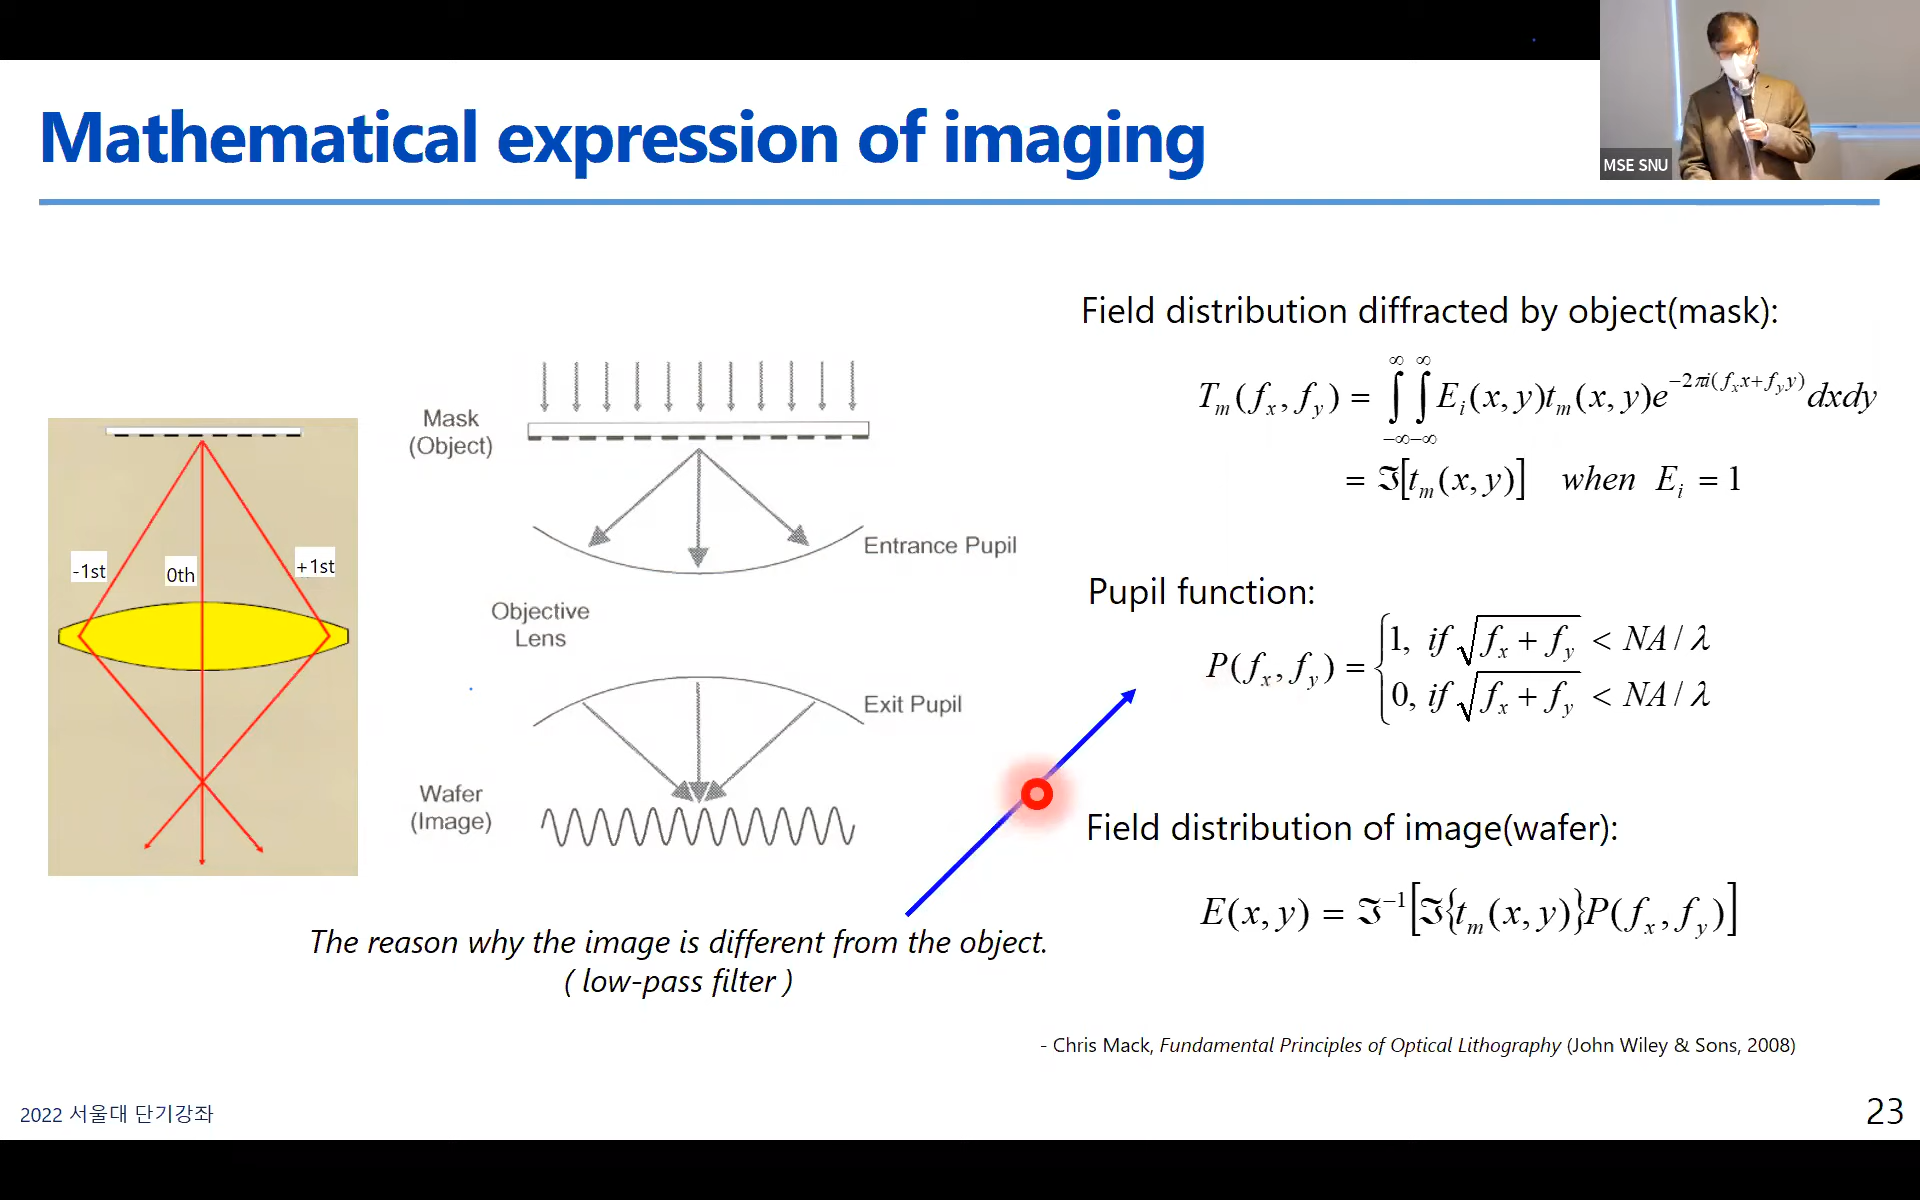 MSE SNU
Mathematical expression of imaging
-1st
0th
+1st
Mask
(Object)
Entrance Pupil
Objective
Lens
Exit Pupil
Wafer
(Image)
The reason why the image is different from the object.
( low-pass filter )
Field distribution diffracted by object(mask):
T_m(f_x, f_y) = ∫_{-∞}^{∞} ∫_{-∞}^{∞} E_i(x, y)t_m(x, y)e^{-2πi(f_x x+f_y y)} dxdy
= ℑ[t_m(x, y)] when E_i = 1
Pupil function:
P(f_x, f_y) = { 1, if √(f_x + f_y) < NA / λ
0, if √(f_x + f_y) < NA / λ
Field distribution of image(wafer):
E(x, y) = ℑ^{-1}[ℑ{t_m(x, y)}P(f_x, f_y)]
- Chris Mack, Fundamental Principles of Optical Lithography (John Wiley & Sons, 2008)
2022 서울대 단기강좌
23